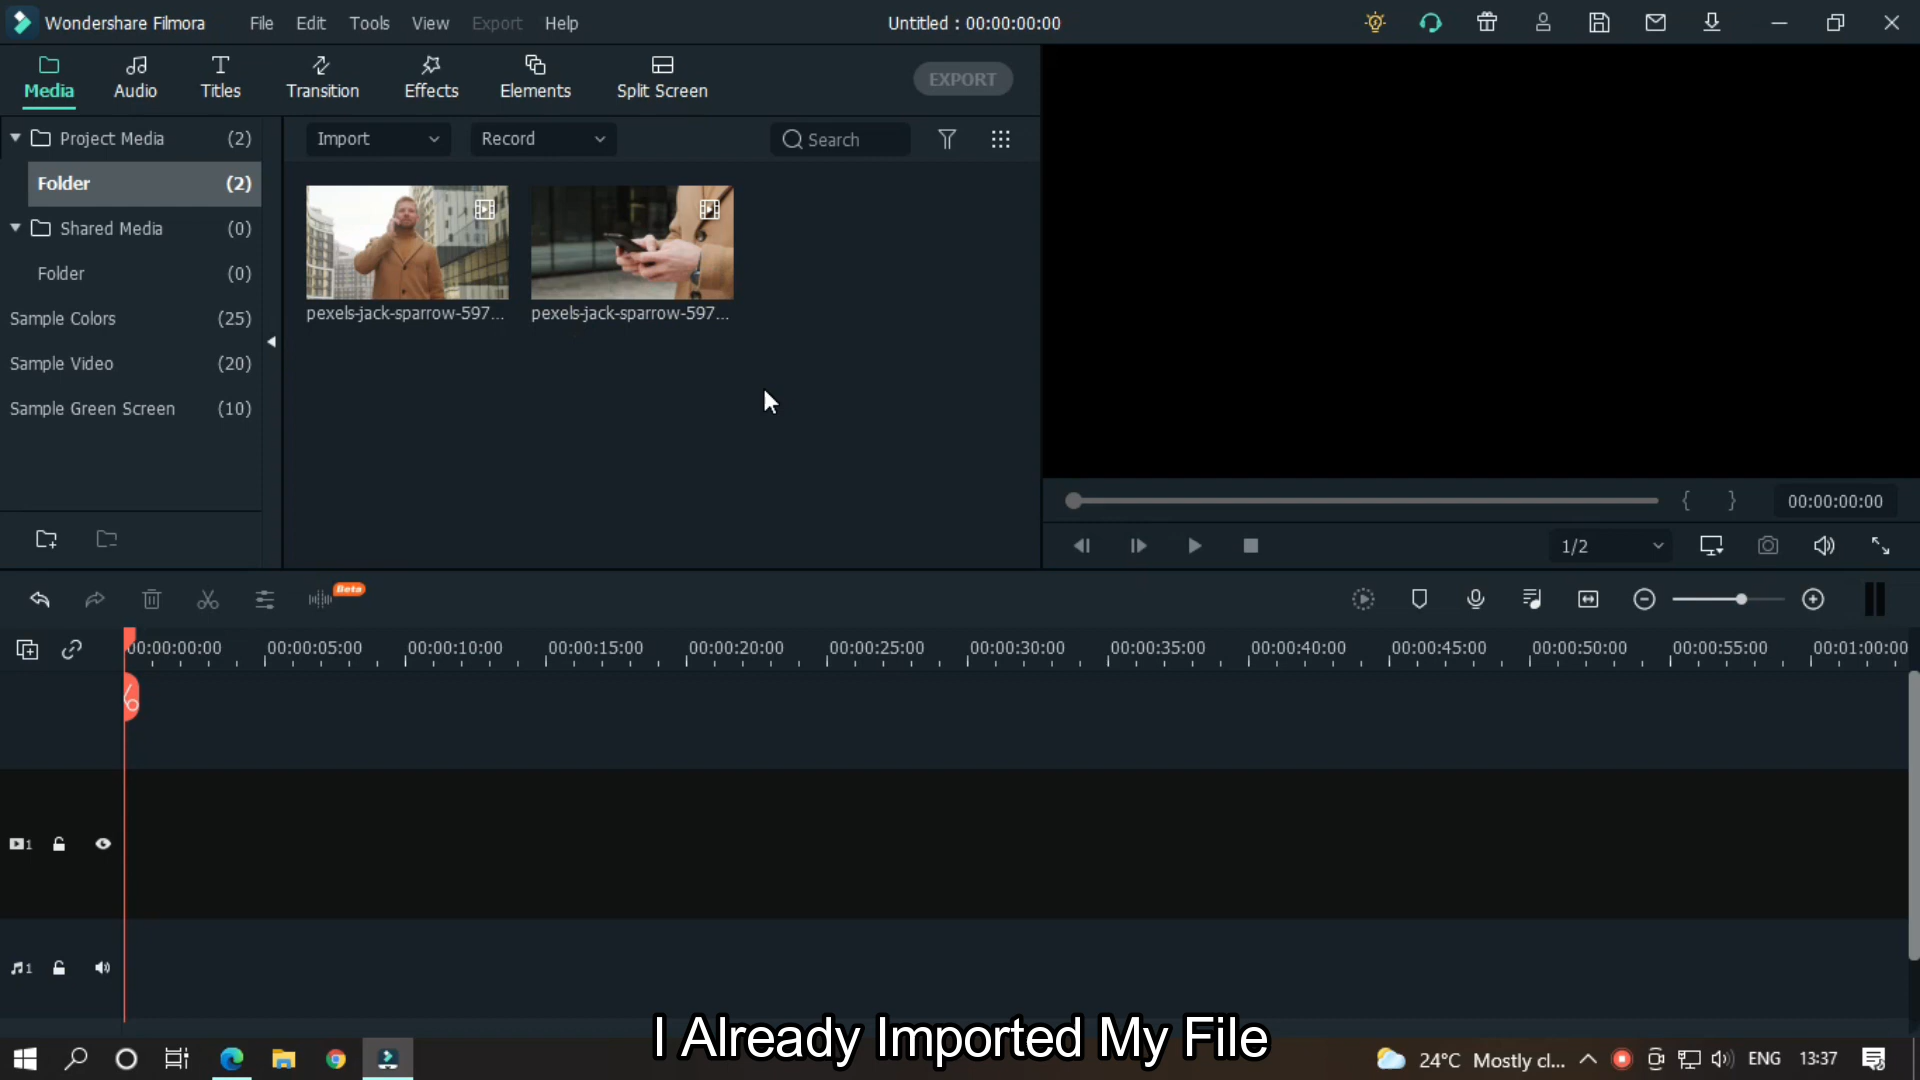 Wondershare Filmora File Edit Tools View Export Help Untitled : 00:00:00:00
Media Audio Titles Transition Effects Elements Split Screen EXPORT
Project Media (2)
Folder (2)
Shared Media (0)
Folder (0)
Sample Colors (25)
Sample Video (20)
Sample Green Screen (10)
Import Record Search
pexels-jack-sparrow-597... pexels-jack-sparrow-597...
{ } 00:00:00:00
1/2
Beta
00:00:00:00 00:00:05:00 00:00:10:00 00:00:15:00 00:00:20:00 00:00:25:00 00:00:30:00 00:00:35:00 00:00:40:00 00:00:45:00 00:00:50:00 00:00:55:00 00:01:00:00
1
1
I Already Imported My File
24°C Mostly cl... ENG 13:37